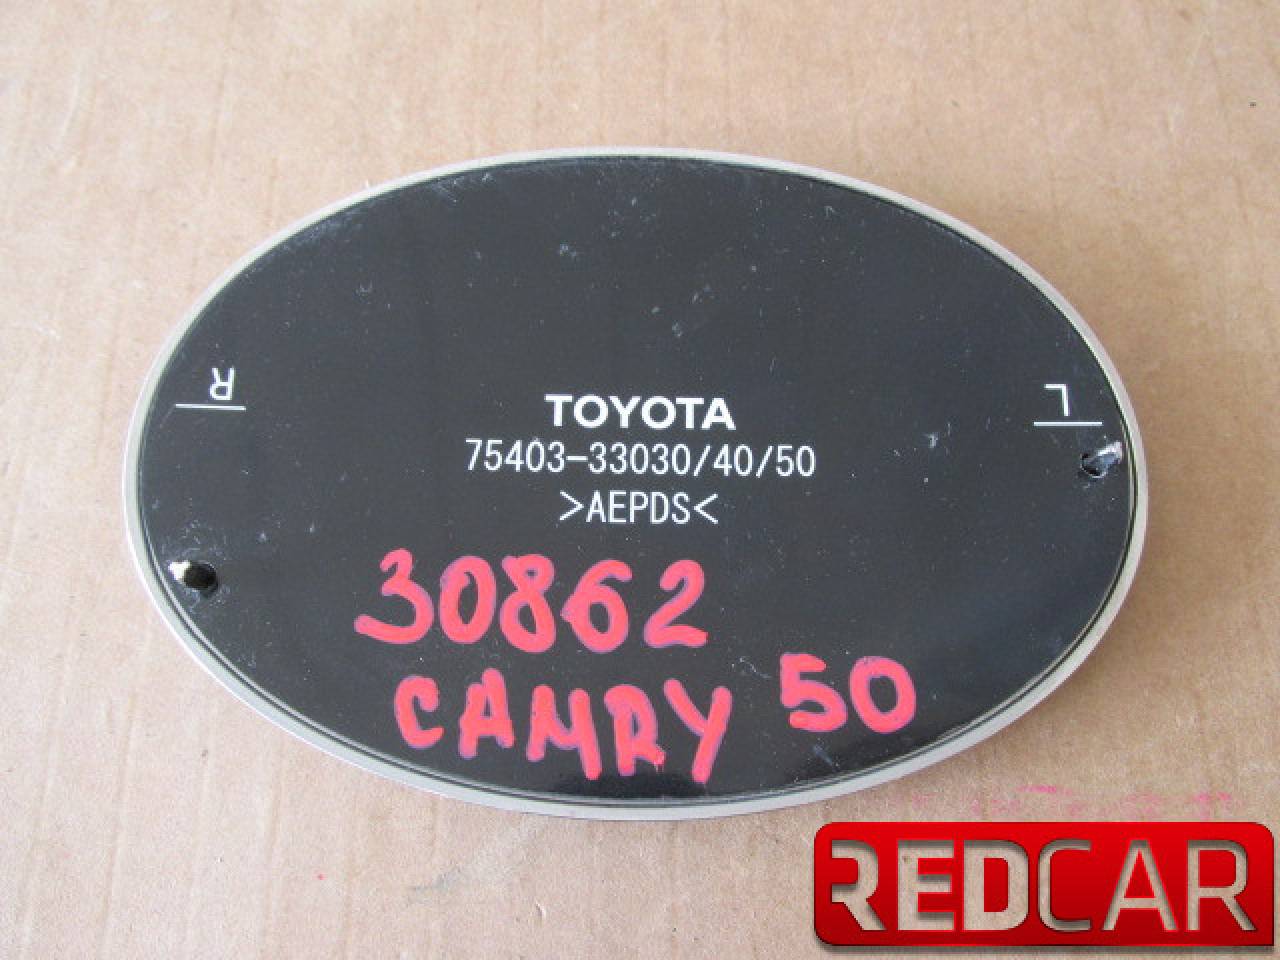 R
L
TOYOTA
75403-33030/40/50
>AEPDS<
30862
CAMRY 50
REDCAR